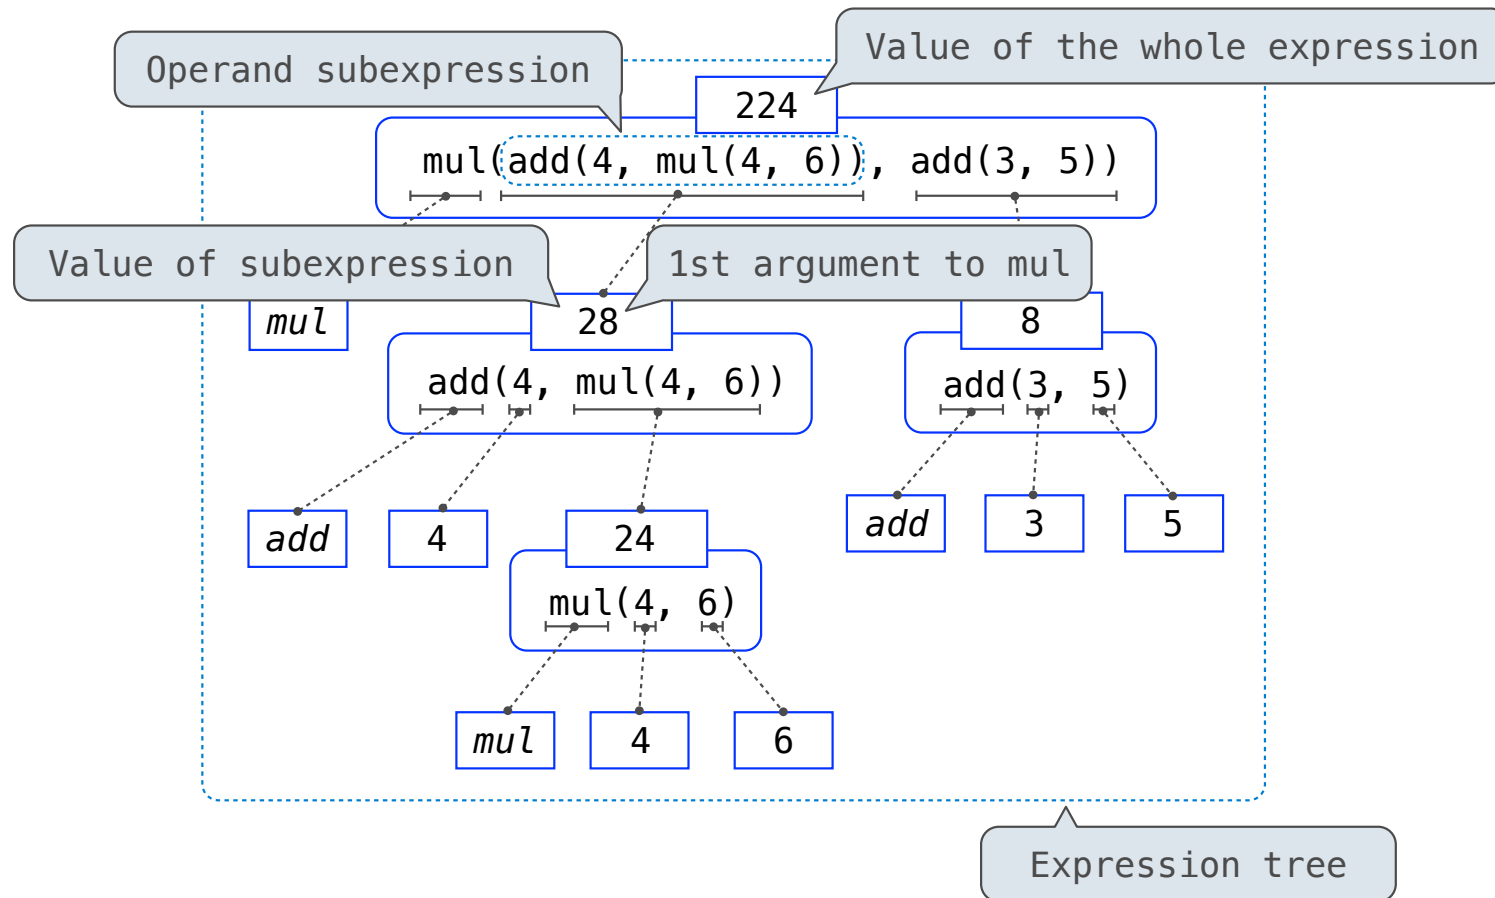 Value of the whole expression
Operand subexpression
224
mul(add(4, mul(4, 6)), add(3, 5))
Value of subexpression
1st argument to mul
mul
28
8
add(4, mul(4, 6))
add(3, 5)
add
4
24
add
3
5
mul(4, 6)
mul
4
6
Expression tree